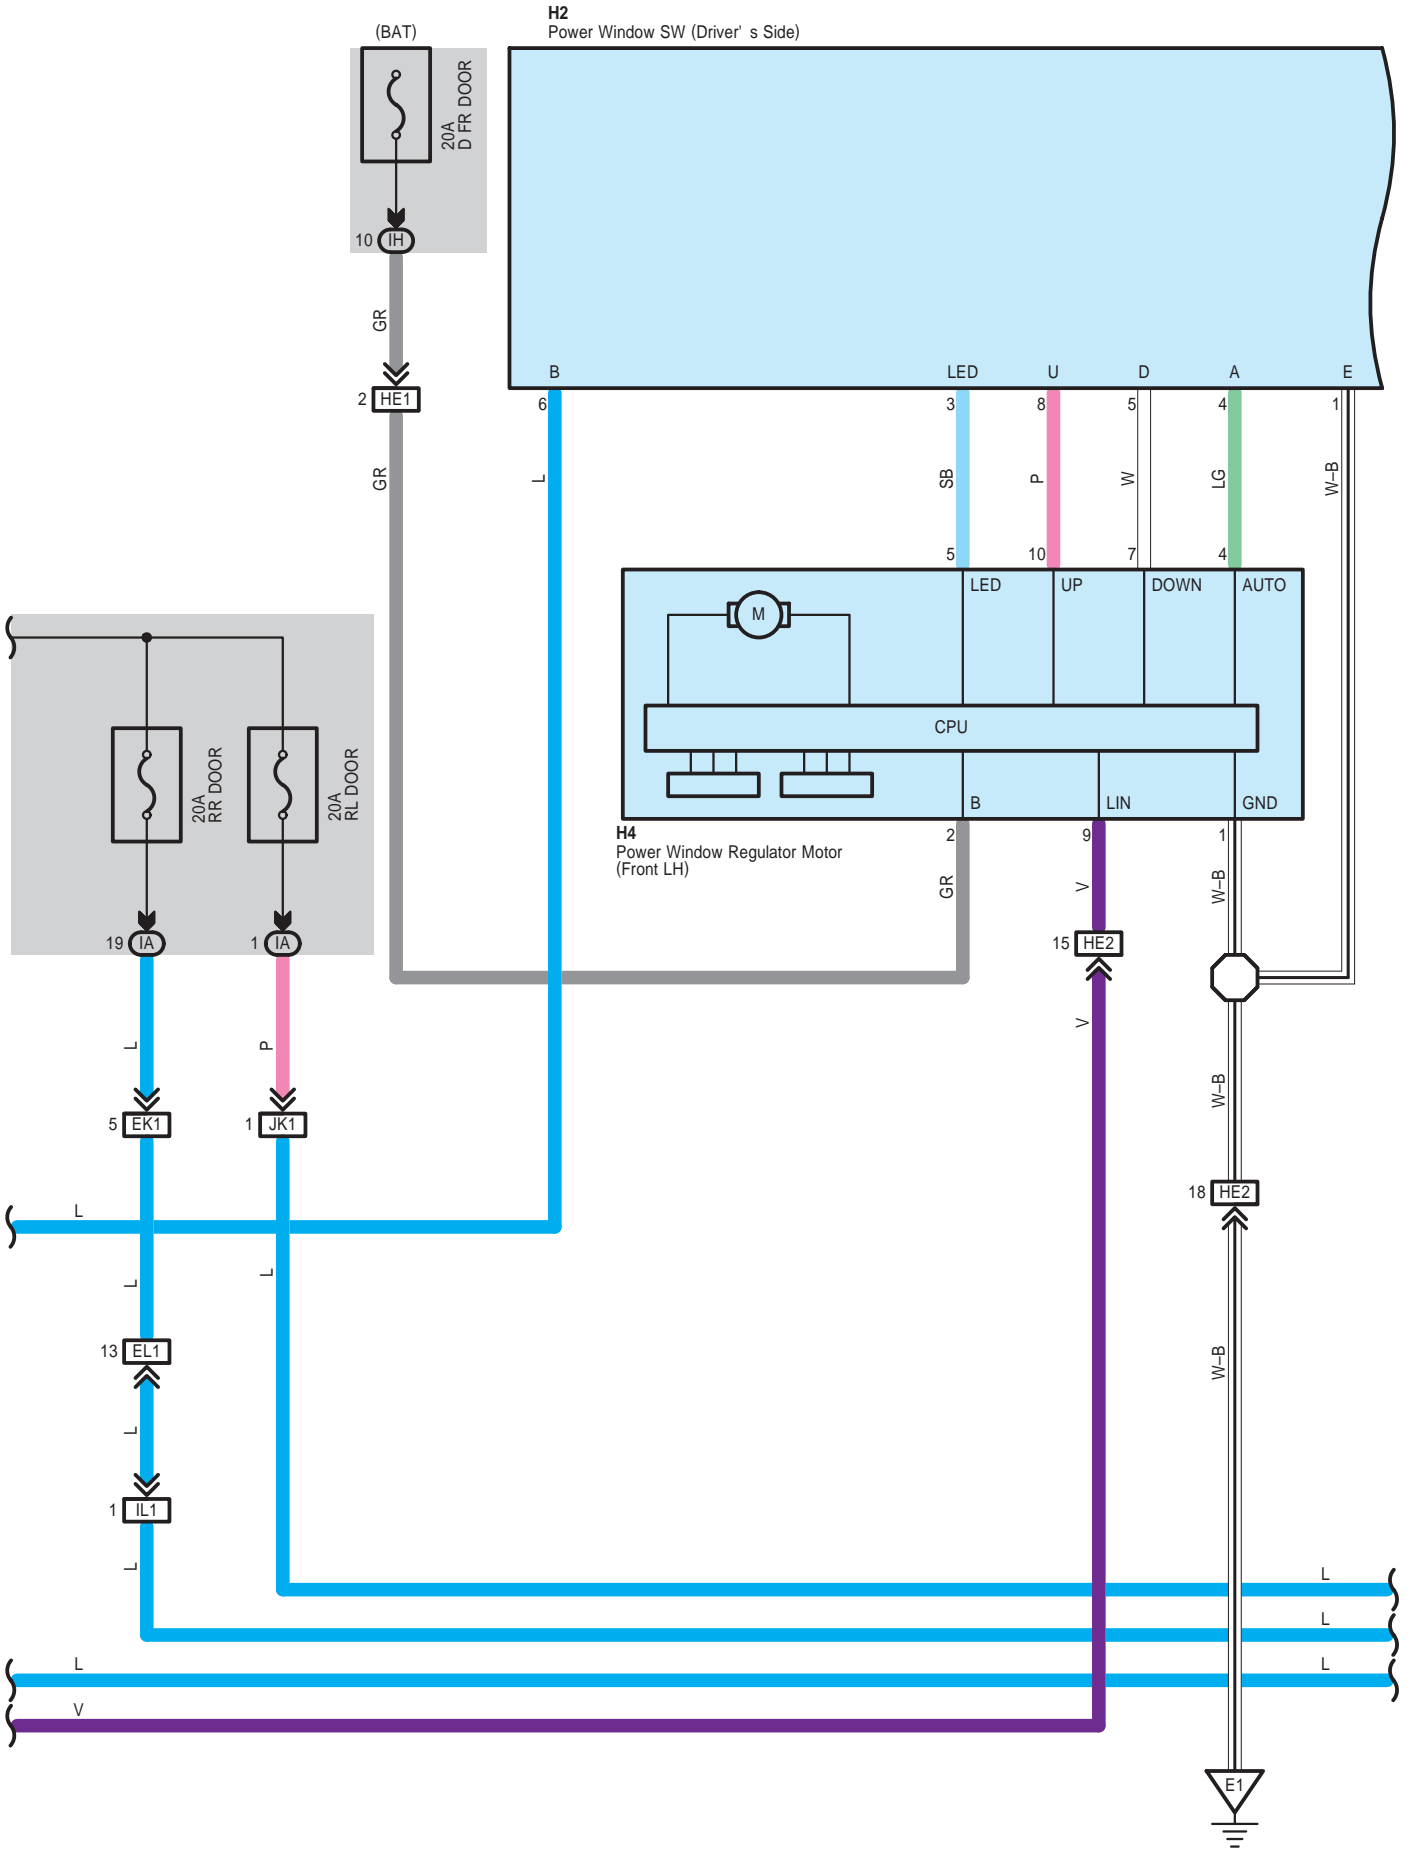 H2
Power Window SW (Driver' s Side)
(BAT)
20A
D FR DOOR
10 IH
GR
2 HE1
GR
B LED U D A E
6 3 8 5 4 1
L SB P W LG W–B
5 10 7 4
LED UP DOWN AUTO
M
CPU
B LIN GND
H4
Power Window Regulator Motor
(Front LH)
2 9 1
GR V W–B
20A
RR DOOR
20A
RL DOOR
19 IA
1 IA
15 HE2
L P V W–B
5 EK1
1 JK1
18 HE2
L
L L
W–B
13 EL1
L
1 IL1
L
L
L
L L
V
E1